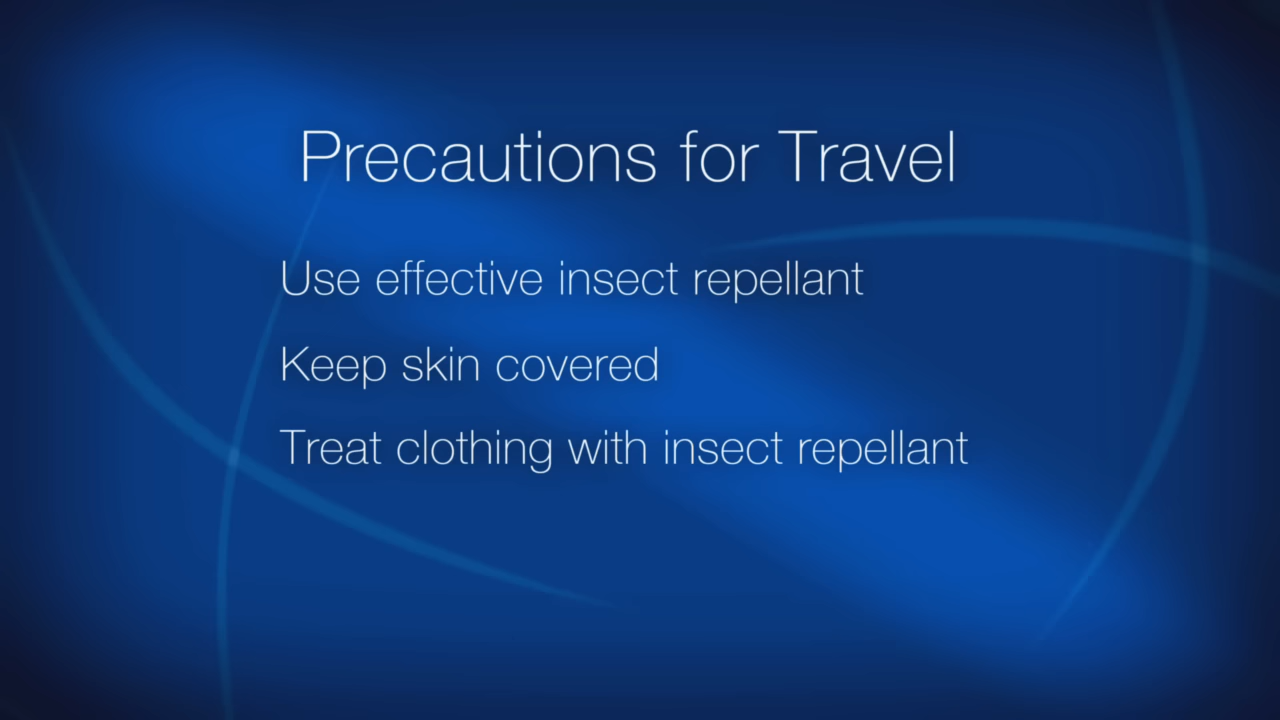 Precautions for Travel
Use effective insect repellant
Keep skin covered
Treat clothing with insect repellant